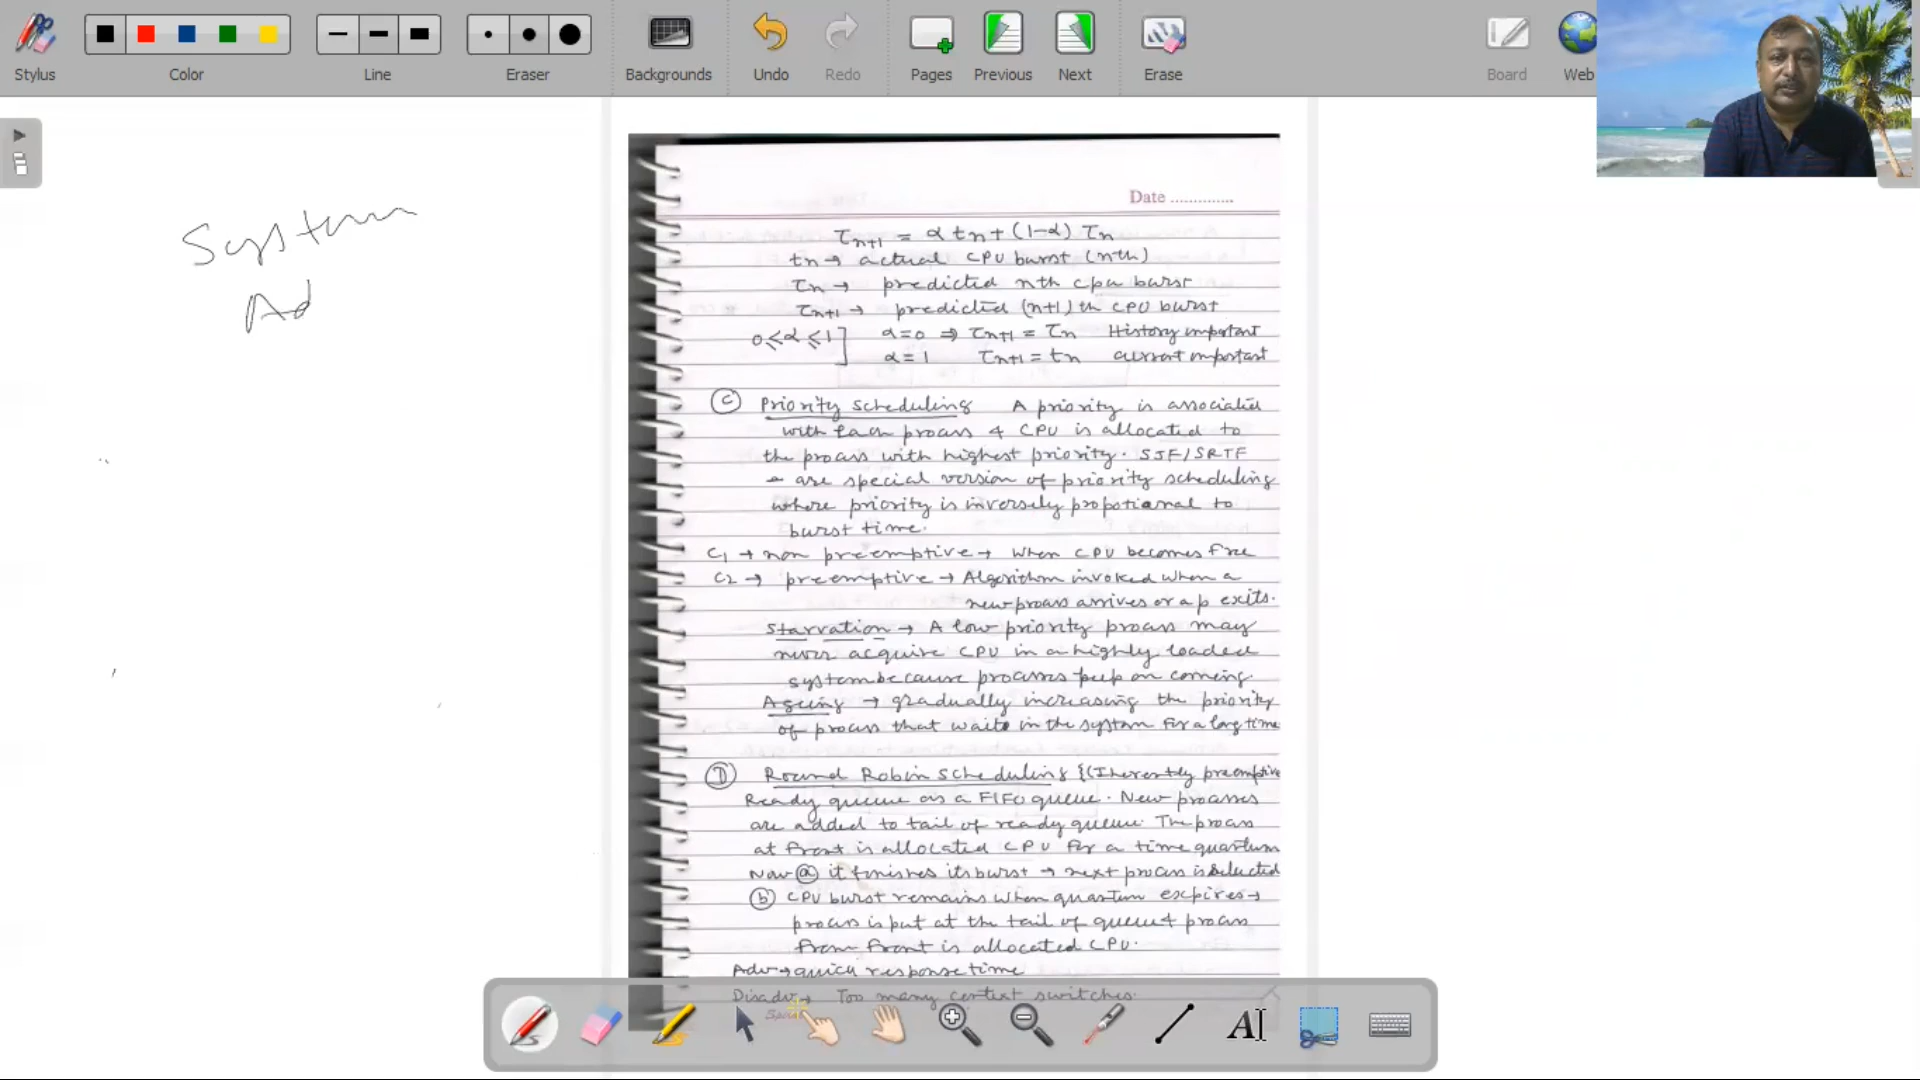 Stylus
Color
Line
Eraser
Backgrounds
Undo
Redo
Pages
Previous
Next
Erase
Board
Web
System
Ad
Date ..............
τn+1 = α tn + (1-α) τn
tn → actual CPU burst (nth)
τn → predicted nth cpu burst
τn+1 → predicted (n+1)th CPU burst
0 ≤ α ≤ 1] α=0 ⇒ τn+1 = τn History important
α = 1 τn+1 = tn current important
(C) Priority scheduling A priority is associated
with each process & CPU is allocated to
the process with highest priority. SJF/SRTF
are special version of priority scheduling
where priority is inversely propotional to
burst time.
C1 → non preemptive → when CPU becomes free
C2 → preemptive → Algorithm invoked when a
new process arrives or a p exits.
Starvation → A low priority process may
never acquire CPU in a highly loaded
system because processes keep on coming.
Ageing → gradually increasing the priority
of process that waits in the system for a long time
(D) Round Robin scheduling {(Inherently preemptive
Ready queue as a FIFO queue. New processes
are added to tail of ready queue. The process
at front is allocated CPU for a time quantum
Now (a) it finishes its burst → next process is selected
(b) CPU burst remains when quantum expires →
process is put at the tail of queue & process
from front is allocated CPU.
Adv → quick response time
Disadv → Too many context switches.